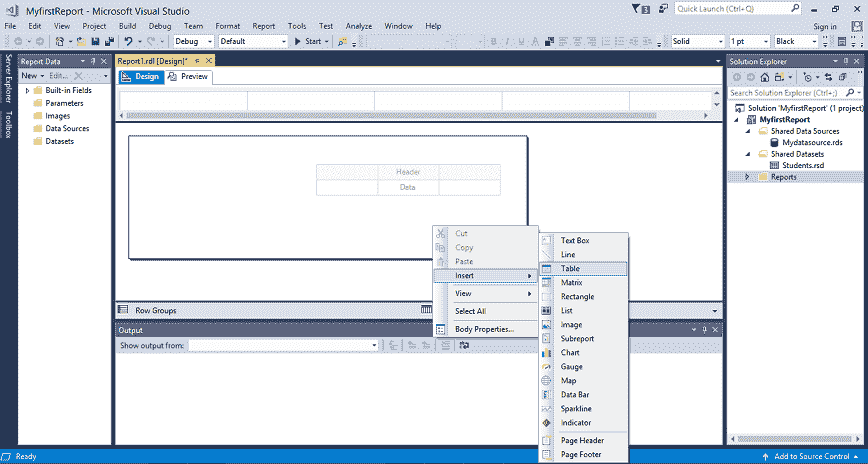 MyfirstReport - Microsoft Visual Studio
3
Quick Launch (Ctrl+Q)
File Edit View Project Build Debug Team Format Report Tools Test Analyze Window Help
Sign in
Debug Default Start Solid 1 pt Black
Server Explorer
Toolbox
Report Data
New Edit...
Built-in Fields
Parameters
Images
Data Sources
Datasets
Report1.rdl [Design]*
Design Preview
Header
Data
Cut
Copy
Paste
Insert
View
Select All
Body Properties...
Text Box
Line
Table
Matrix
Rectangle
List
Image
Subreport
Chart
Gauge
Map
Data Bar
Sparkline
Indicator
Page Header
Page Footer
Row Groups
Output
Show output from:
Solution Explorer
Search Solution Explorer (Ctrl+;)
Solution 'MyfirstReport' (1 project)
MyfirstReport
Shared Data Sources
Mydatasource.rds
Shared Datasets
Students.rsd
Reports
Ready
Add to Source Control